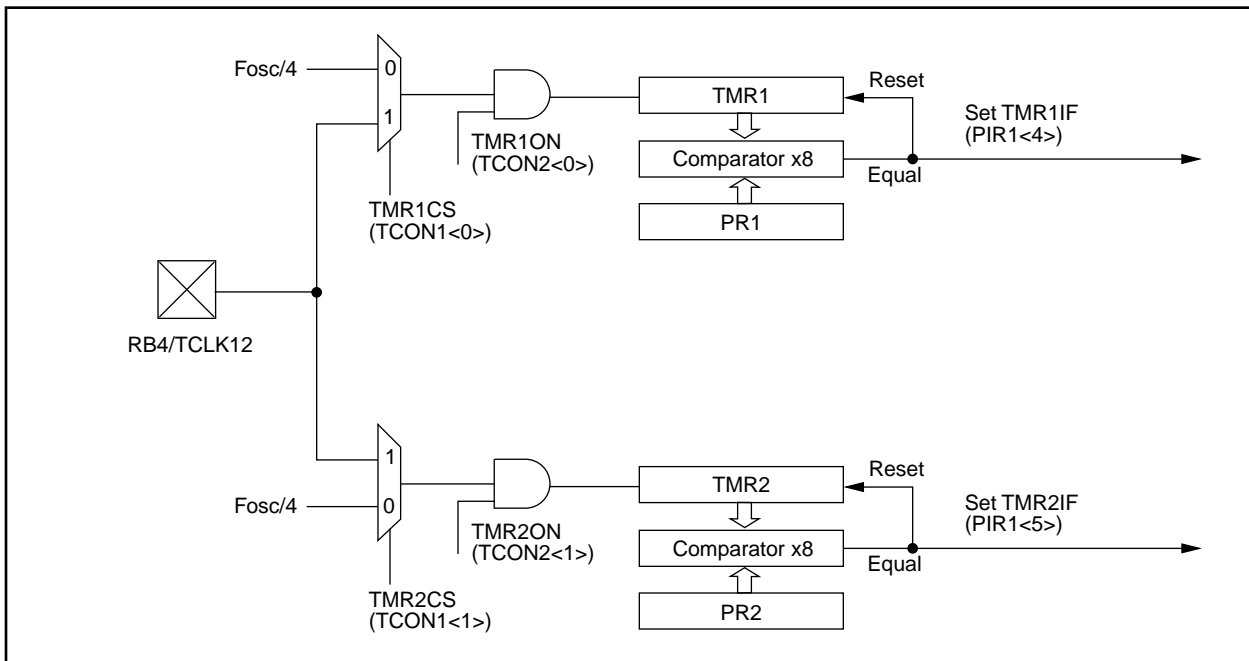 Fosc/4
0
1
TMR1CS
(TCON1<0>)
TMR1ON
(TCON2<0>)
TMR1
Comparator x8
PR1
Reset
Equal
Set TMR1IF
(PIR1<4>)
RB4/TCLK12
1
Fosc/4
0
TMR2CS
(TCON1<1>)
TMR2ON
(TCON2<1>)
TMR2
Comparator x8
PR2
Reset
Equal
Set TMR2IF
(PIR1<5>)